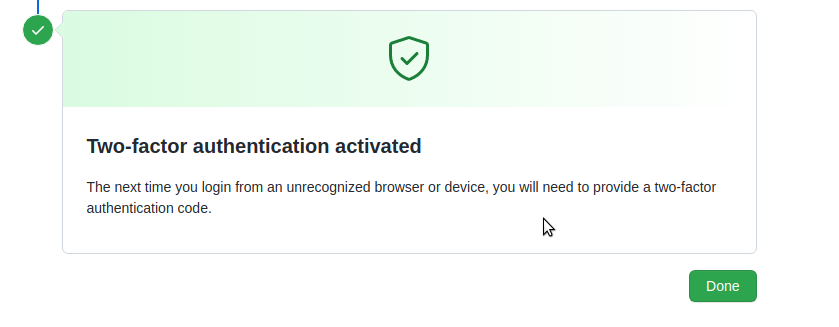 Two-factor authentication activated
The next time you login from an unrecognized browser or device, you will need to provide a two-factor
authentication code.
Done